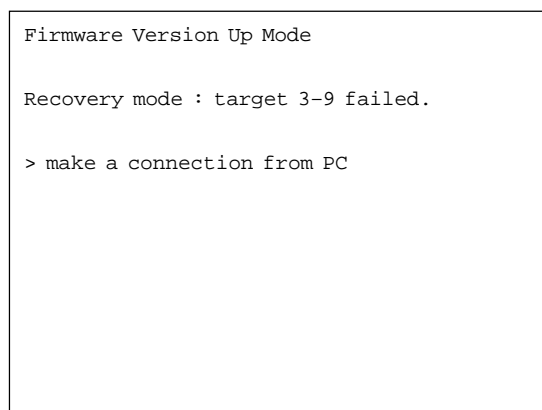 Firmware Version Up Mode
Recovery mode : target 3-9 failed.
> make a connection from PC